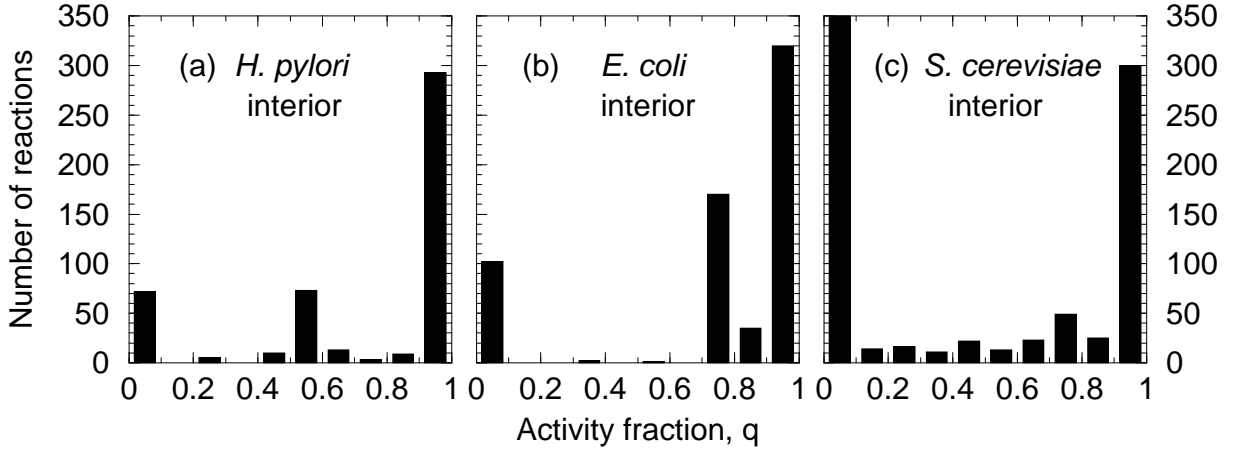 350
300
250
200
150
100
50
0
Number of reactions
(a) H. pylori
interior
(b) E. coli
interior
(c) S. cerevisiae
interior
350
300
250
200
150
100
50
0
0 0.2 0.4 0.6 0.8 1
0 0.2 0.4 0.6 0.8 1
0 0.2 0.4 0.6 0.8 1
Activity fraction, q